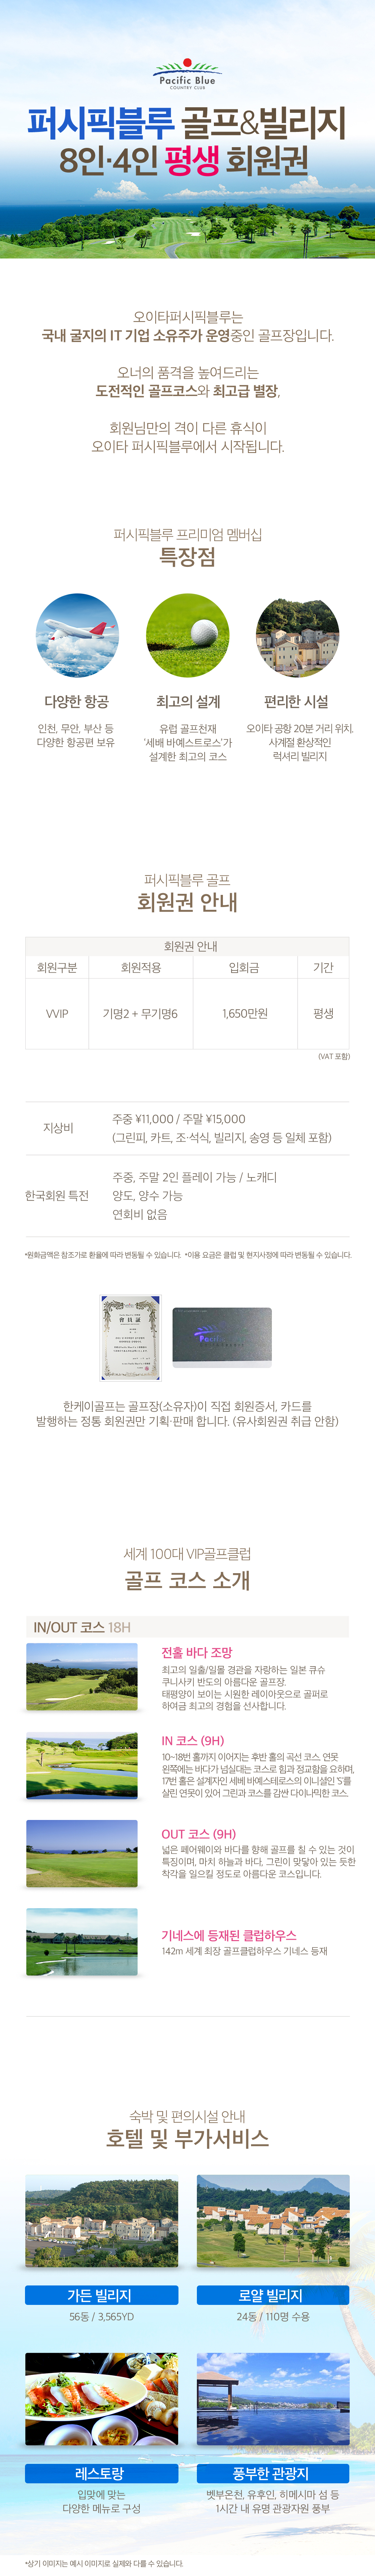 Pacific Blue
COUNTRY CLUB
퍼시픽블루 골프&빌리지
8인·4인 평생 회원권
오이타퍼시픽블루는
국내 굴지의 IT 기업 소유주가 운영중인 골프장입니다.
오너의 품격을 높여드리는
도전적인 골프코스와 최고급 별장,
회원님만의 격이 다른 휴식이
오이타 퍼시픽블루에서 시작됩니다.
퍼시픽블루 프리미엄 멤버십
특장점
다양한 항공
인천, 무안, 부산 등
다양한 항공편 보유
최고의 설계
유럽 골프천재
'세베 바예스트로스'가
설계한 최고의 코스
편리한 시설
오이타 공항 20분 거리 위치,
사계절 환상적인
럭셔리 빌리지
퍼시픽블루 골프
회원권 안내
회원권 안내
회원구분 회원적용 입회금 기간
VVIP 기명2 + 무기명6 1,650만원 평생
(VAT 포함)
지상비
주중 ¥11,000 / 주말 ¥15,000
(그린피, 카트, 조·석식, 빌리지, 송영 등 일체 포함)
한국회원 특전
주중, 주말 2인 플레이 가능 / 노캐디
양도, 양수 가능
연회비 없음
*원화금액은 참조가로 환율에 따라 변동될 수 있습니다. *이용 요금은 클럽 및 현지사정에 따라 변동될 수 있습니다.
會員証
한케이골프는 골프장(소유자)이 직접 회원증서, 카드를
발행하는 정통 회원권만 기획·판매 합니다. (유사회원권 취급 안함)
세계 100대 VIP골프클럽
골프 코스 소개
IN/OUT 코스 18H
전홀 바다 조망
최고의 일출/일몰 경관을 자랑하는 일본 큐슈
쿠니사키 반도의 아름다운 골프장.
태평양이 보이는 시원한 레이아웃으로 골퍼로
하여금 최고의 경험을 선사합니다.
IN 코스 (9H)
10~18번 홀까지 이어지는 후반 홀의 곡선 코스. 연못
왼쪽에는 바다가 넘실대는 코스로 힘과 정교함을 요하며,
17번 홀은 설계자인 세베 바예스테로스의 이니셜인 'S'를
살린 연못이 있어 그린과 코스를 감싼 다이나믹한 코스.
OUT 코스 (9H)
넓은 페어웨이와 바다를 향해 골프를 칠 수 있는 것이
특징이며, 마치 하늘과 바다, 그린이 맞닿아 있는 듯한
착각을 일으킬 정도로 아름다운 코스입니다.
기네스에 등재된 클럽하우스
142m 세계 최장 골프클럽하우스 기네스 등재
숙박 및 편의시설 안내
호텔 및 부가서비스
가든 빌리지
56동 / 3,565YD
로얄 빌리지
24동 / 110명 수용
레스토랑
입맛에 맞는
다양한 메뉴로 구성
풍부한 관광지
벳부온천, 유후인, 히메시마 섬 등
1시간 내 유명 관광자원 풍부
*상기 이미지는 예시 이미지로 실제와 다를 수 있습니다.